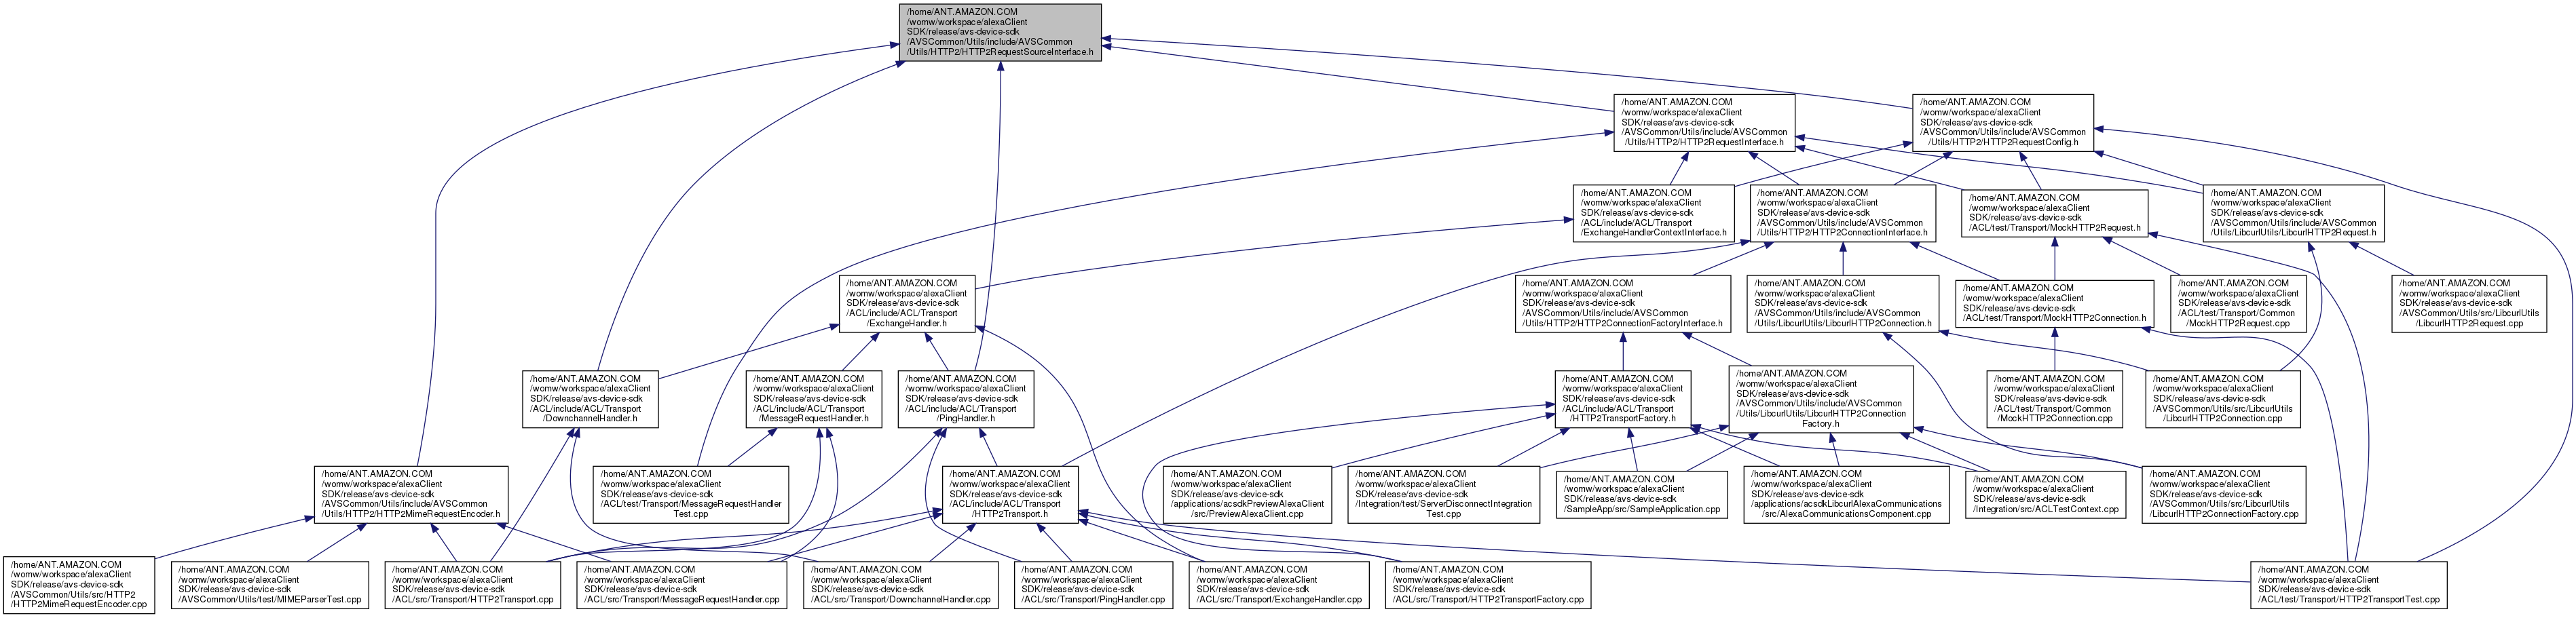 /home/ANT.AMAZON.COM
/womw/workspace/alexaClient
SDK/release/avs-device-sdk
/AVSCommon/Utils/include/AVSCommon
/Utils/HTTP2/HTTP2RequestSourceInterface.h
/home/ANT.AMAZON.COM
/womw/workspace/alexaClient
SDK/release/avs-device-sdk
/AVSCommon/Utils/include/AVSCommon
/Utils/HTTP2/HTTP2RequestInterface.h
/home/ANT.AMAZON.COM
/womw/workspace/alexaClient
SDK/release/avs-device-sdk
/AVSCommon/Utils/include/AVSCommon
/Utils/HTTP2/HTTP2RequestConfig.h
/home/ANT.AMAZON.COM
/womw/workspace/alexaClient
SDK/release/avs-device-sdk
/ACL/include/ACL/Transport
/ExchangeHandlerContextInterface.h
/home/ANT.AMAZON.COM
/womw/workspace/alexaClient
SDK/release/avs-device-sdk
/AVSCommon/Utils/include/AVSCommon
/Utils/HTTP2/HTTP2ConnectionInterface.h
/home/ANT.AMAZON.COM
/womw/workspace/alexaClient
SDK/release/avs-device-sdk
/ACL/test/Transport/MockHTTP2Request.h
/home/ANT.AMAZON.COM
/womw/workspace/alexaClient
SDK/release/avs-device-sdk
/AVSCommon/Utils/include/AVSCommon
/Utils/LibcurlUtils/LibcurlHTTP2Request.h
/home/ANT.AMAZON.COM
/womw/workspace/alexaClient
SDK/release/avs-device-sdk
/ACL/include/ACL/Transport
/ExchangeHandler.h
/home/ANT.AMAZON.COM
/womw/workspace/alexaClient
SDK/release/avs-device-sdk
/AVSCommon/Utils/include/AVSCommon
/Utils/HTTP2/HTTP2ConnectionFactoryInterface.h
/home/ANT.AMAZON.COM
/womw/workspace/alexaClient
SDK/release/avs-device-sdk
/AVSCommon/Utils/include/AVSCommon
/Utils/LibcurlUtils/LibcurlHTTP2Connection.h
/home/ANT.AMAZON.COM
/womw/workspace/alexaClient
SDK/release/avs-device-sdk
/ACL/test/Transport/MockHTTP2Connection.h
/home/ANT.AMAZON.COM
/womw/workspace/alexaClient
SDK/release/avs-device-sdk
/ACL/test/Transport/Common
/MockHTTP2Request.cpp
/home/ANT.AMAZON.COM
/womw/workspace/alexaClient
SDK/release/avs-device-sdk
/AVSCommon/Utils/src/LibcurlUtils
/LibcurlHTTP2Request.cpp
/home/ANT.AMAZON.COM
/womw/workspace/alexaClient
SDK/release/avs-device-sdk
/ACL/include/ACL/Transport
/DownchannelHandler.h
/home/ANT.AMAZON.COM
/womw/workspace/alexaClient
SDK/release/avs-device-sdk
/ACL/include/ACL/Transport
/MessageRequestHandler.h
/home/ANT.AMAZON.COM
/womw/workspace/alexaClient
SDK/release/avs-device-sdk
/ACL/include/ACL/Transport
/PingHandler.h
/home/ANT.AMAZON.COM
/womw/workspace/alexaClient
SDK/release/avs-device-sdk
/ACL/include/ACL/Transport
/HTTP2TransportFactory.h
/home/ANT.AMAZON.COM
/womw/workspace/alexaClient
SDK/release/avs-device-sdk
/AVSCommon/Utils/include/AVSCommon
/Utils/LibcurlUtils/LibcurlHTTP2Connection
Factory.h
/home/ANT.AMAZON.COM
/womw/workspace/alexaClient
SDK/release/avs-device-sdk
/ACL/test/Transport/Common
/MockHTTP2Connection.cpp
/home/ANT.AMAZON.COM
/womw/workspace/alexaClient
SDK/release/avs-device-sdk
/AVSCommon/Utils/src/LibcurlUtils
/LibcurlHTTP2Connection.cpp
/home/ANT.AMAZON.COM
/womw/workspace/alexaClient
SDK/release/avs-device-sdk
/AVSCommon/Utils/include/AVSCommon
/Utils/HTTP2/HTTP2MimeRequestEncoder.h
/home/ANT.AMAZON.COM
/womw/workspace/alexaClient
SDK/release/avs-device-sdk
/ACL/test/Transport/MessageRequestHandler
Test.cpp
/home/ANT.AMAZON.COM
/womw/workspace/alexaClient
SDK/release/avs-device-sdk
/ACL/include/ACL/Transport
/HTTP2Transport.h
/home/ANT.AMAZON.COM
/womw/workspace/alexaClient
SDK/release/avs-device-sdk
/applications/acsdkPreviewAlexaClient
/src/PreviewAlexaClient.cpp
/home/ANT.AMAZON.COM
/womw/workspace/alexaClient
SDK/release/avs-device-sdk
/Integration/test/ServerDisconnectIntegration
Test.cpp
/home/ANT.AMAZON.COM
/womw/workspace/alexaClient
SDK/release/avs-device-sdk
/SampleApp/src/SampleApplication.cpp
/home/ANT.AMAZON.COM
/womw/workspace/alexaClient
SDK/release/avs-device-sdk
/applications/acsdkLibcurlAlexaCommunications
/src/AlexaCommunicationsComponent.cpp
/home/ANT.AMAZON.COM
/womw/workspace/alexaClient
SDK/release/avs-device-sdk
/Integration/src/ACLTestContext.cpp
/home/ANT.AMAZON.COM
/womw/workspace/alexaClient
SDK/release/avs-device-sdk
/AVSCommon/Utils/src/LibcurlUtils
/LibcurlHTTP2ConnectionFactory.cpp
/home/ANT.AMAZON.COM
/womw/workspace/alexaClient
SDK/release/avs-device-sdk
/AVSCommon/Utils/src/HTTP2
/HTTP2MimeRequestEncoder.cpp
/home/ANT.AMAZON.COM
/womw/workspace/alexaClient
SDK/release/avs-device-sdk
/AVSCommon/Utils/test/MIMEParserTest.cpp
/home/ANT.AMAZON.COM
/womw/workspace/alexaClient
SDK/release/avs-device-sdk
/ACL/src/Transport/HTTP2Transport.cpp
/home/ANT.AMAZON.COM
/womw/workspace/alexaClient
SDK/release/avs-device-sdk
/ACL/src/Transport/MessageRequestHandler.cpp
/home/ANT.AMAZON.COM
/womw/workspace/alexaClient
SDK/release/avs-device-sdk
/ACL/src/Transport/DownchannelHandler.cpp
/home/ANT.AMAZON.COM
/womw/workspace/alexaClient
SDK/release/avs-device-sdk
/ACL/src/Transport/PingHandler.cpp
/home/ANT.AMAZON.COM
/womw/workspace/alexaClient
SDK/release/avs-device-sdk
/ACL/src/Transport/ExchangeHandler.cpp
/home/ANT.AMAZON.COM
/womw/workspace/alexaClient
SDK/release/avs-device-sdk
/ACL/src/Transport/HTTP2TransportFactory.cpp
/home/ANT.AMAZON.COM
/womw/workspace/alexaClient
SDK/release/avs-device-sdk
/ACL/test/Transport/HTTP2TransportTest.cpp